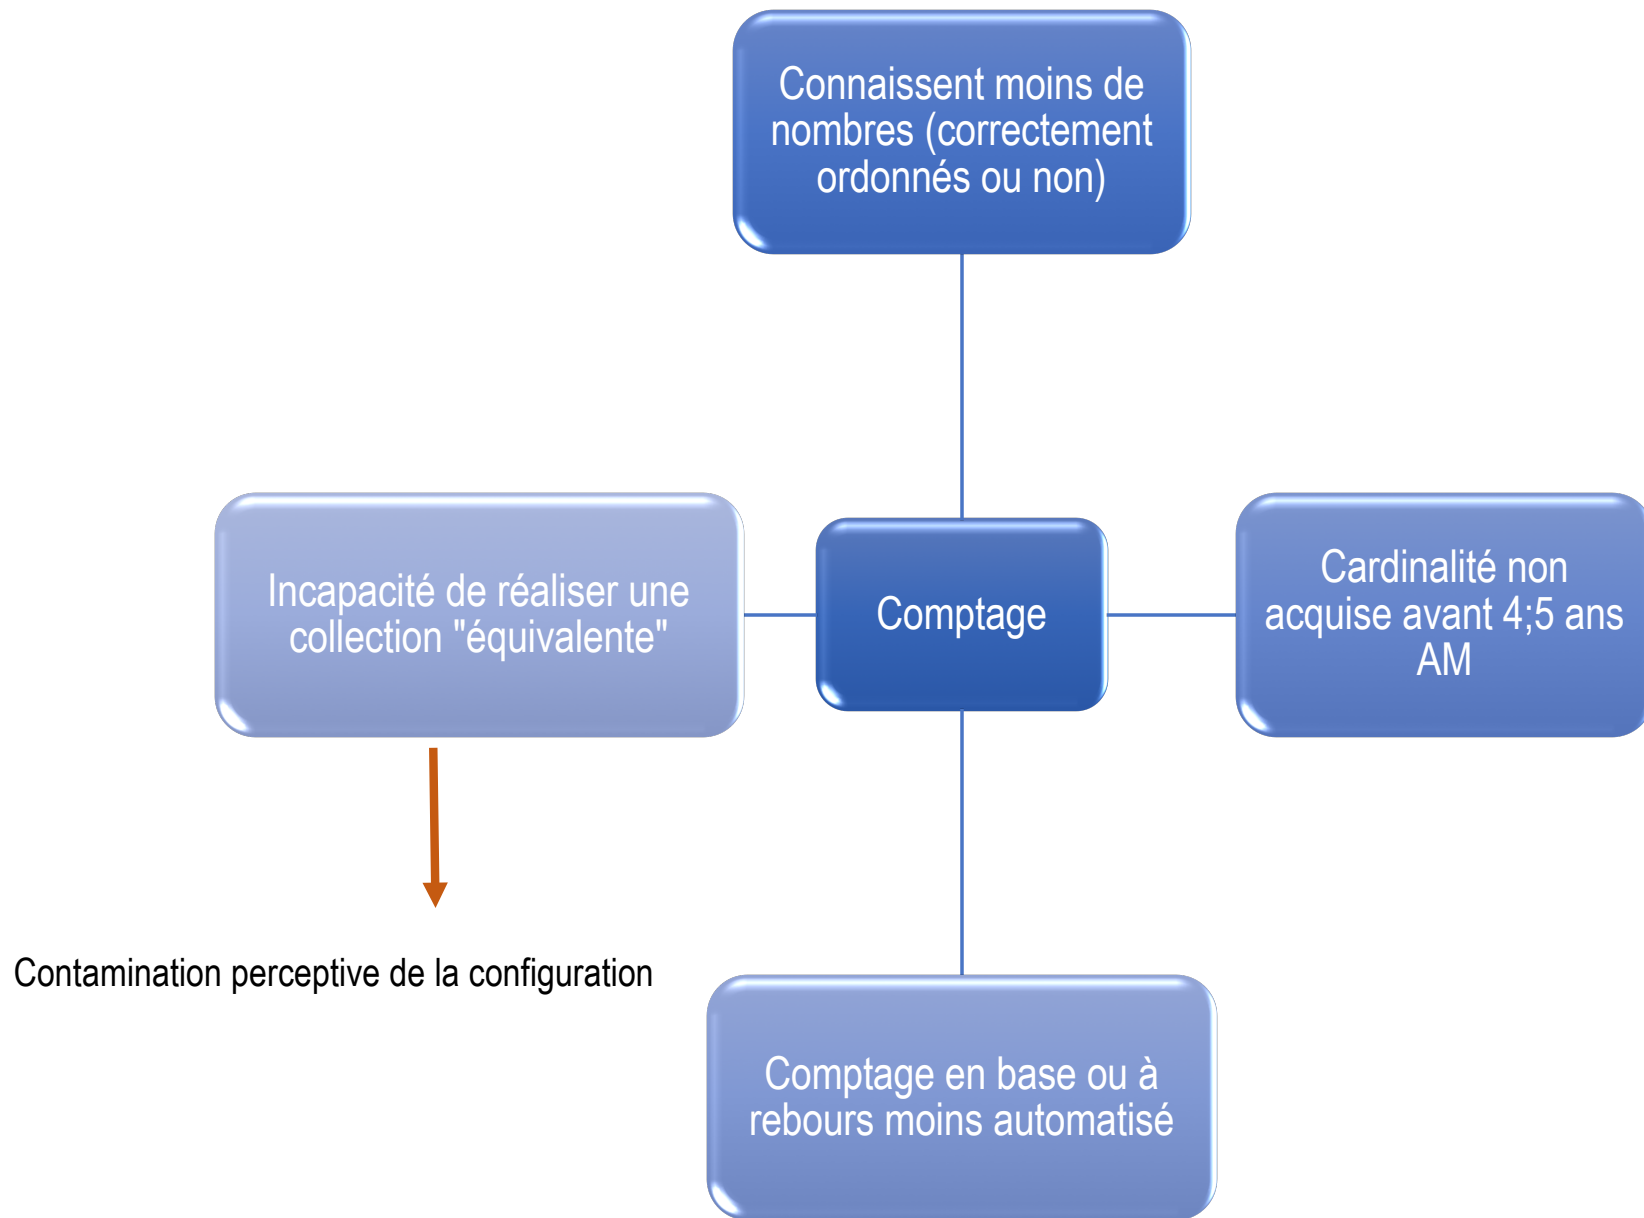 Connaissent moins de
nombres (correctement
ordonnés ou non)
Incapacité de réaliser une
collection "équivalente"
Comptage
Cardinalité non
acquise avant 4;5 ans
AM
Contamination perceptive de la configuration
Comptage en base ou à
rebours moins automatisé